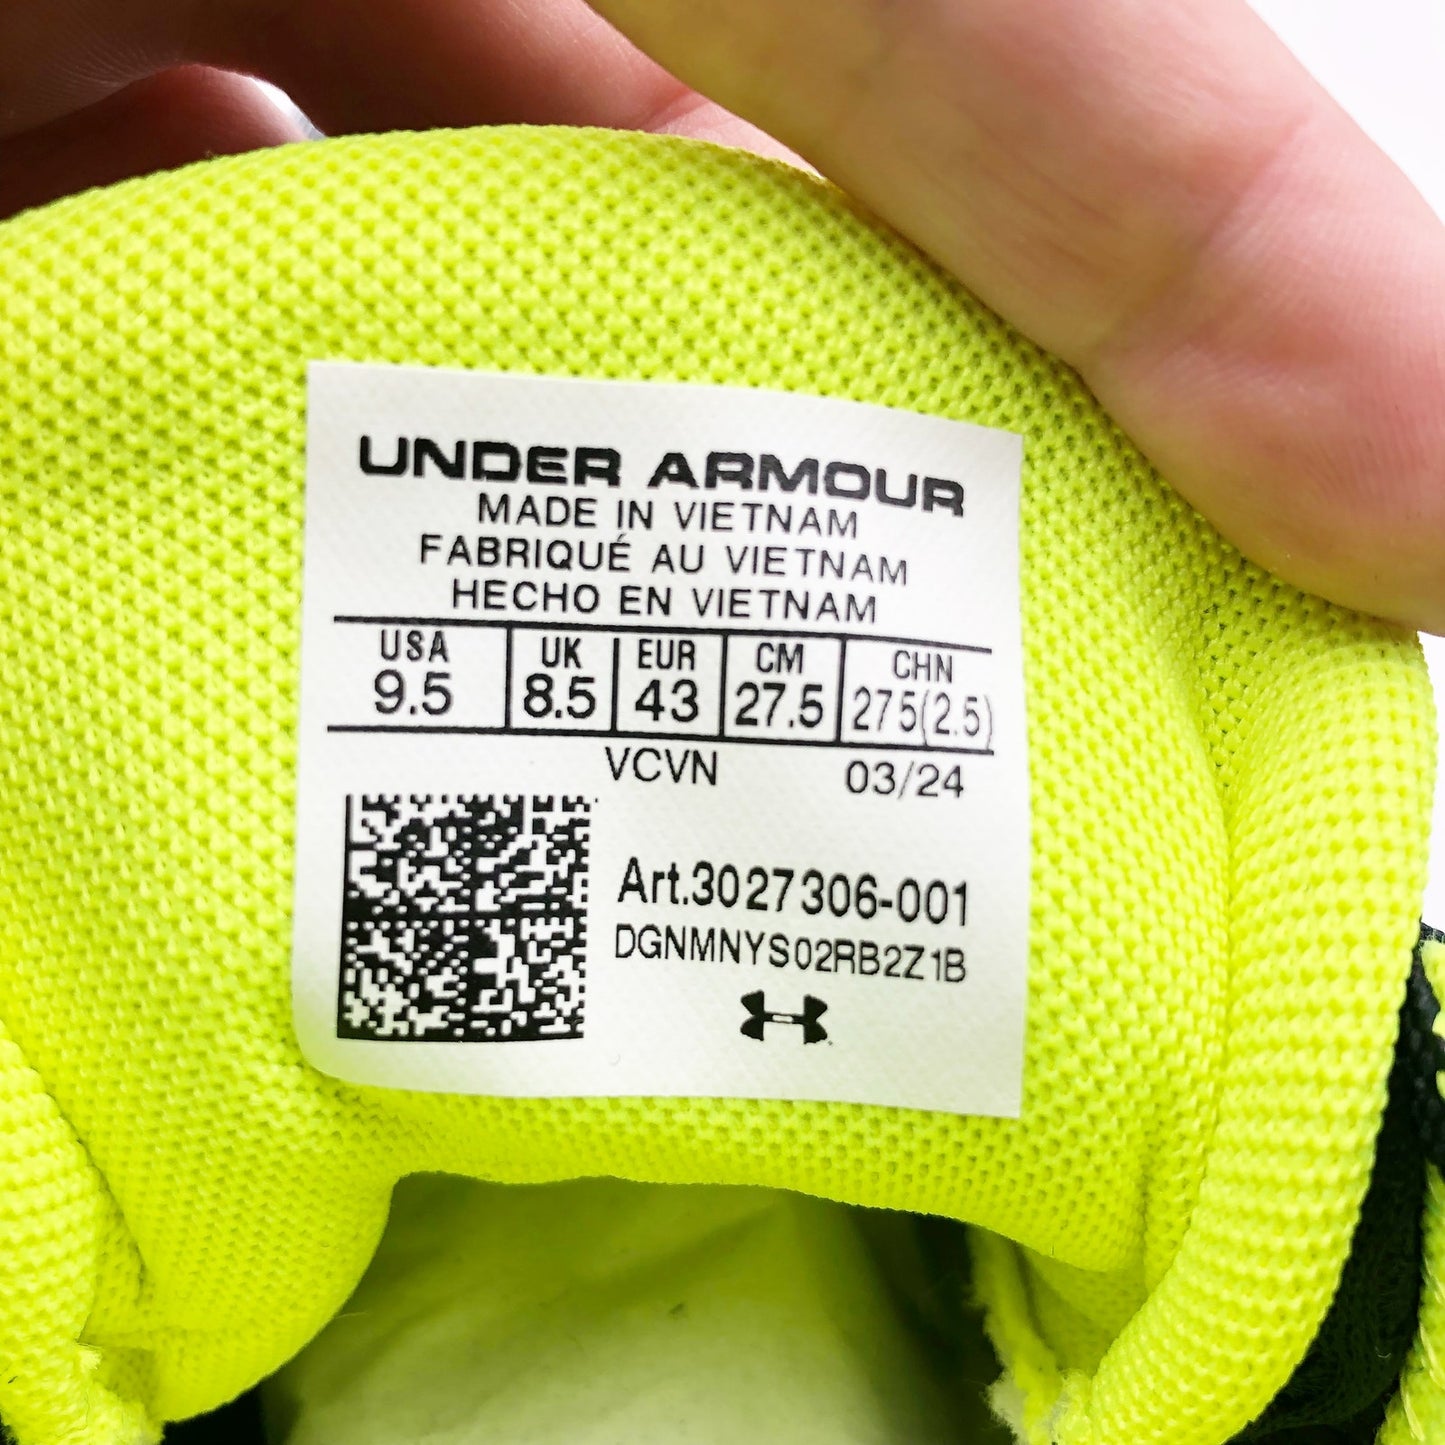 UNDER ARMOUR
MADE IN VIETNAM
FABRIQUÉ AU VIETNAM
HECHO EN VIETNAM
USA UK EUR CM CHN
9.5 8.5 43 27.5 275(2.5)
VCVN 03/24
Art.3027306-001
DGNMNYS02RB2Z1B